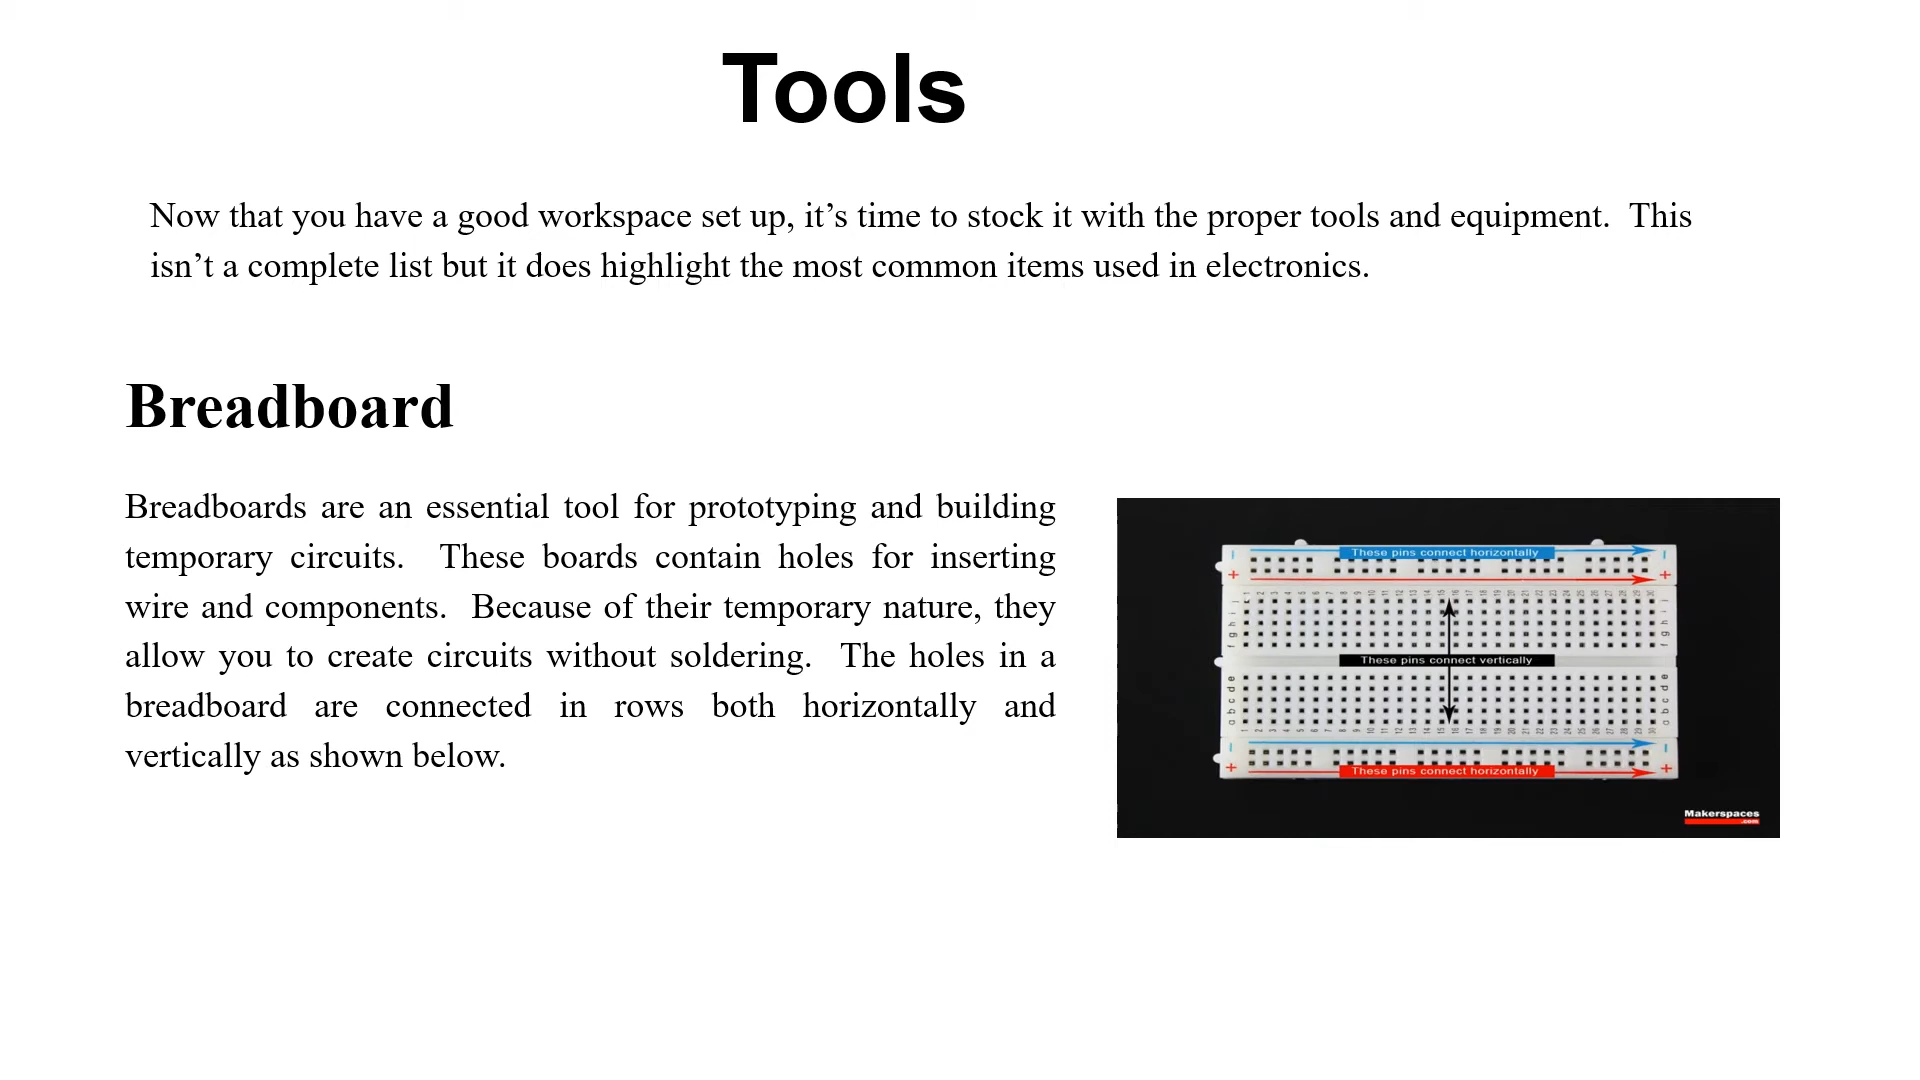 Tools
Now that you have a good workspace set up, it’s time to stock it with the proper tools and equipment.  This
isn’t a complete list but it does highlight the most common items used in electronics.
Breadboard
Breadboards are an essential tool for prototyping and building
temporary circuits.  These boards contain holes for inserting
wire and components.  Because of their temporary nature, they
allow you to create circuits without soldering.  The holes in a
breadboard are connected in rows both horizontally and
vertically as shown below.
These pins connect horizontally
These pins connect vertically
These pins connect horizontally
Makerspaces
.com